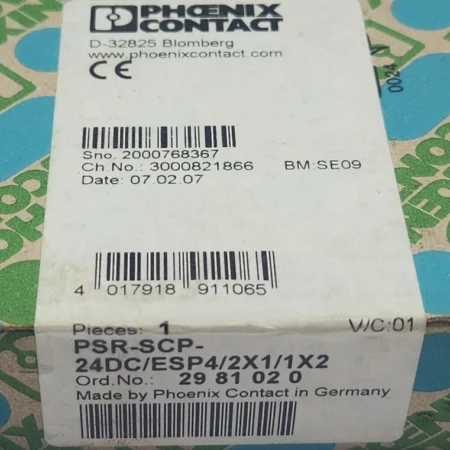 PHŒNIX
CONTACT
D-32825 Blomberg
www.phoenixcontact.com
CE
0024
Sno. 2000768367
Ch.No.: 3000821866 BM:SE09
Date: 07.02.07
4 017918 911065
Pieces: 1 V/C:01
PSR-SCP-
24DC/ESP4/2X1/1X2
Ord.No.: 29 81 02 0
Made by Phoenix Contact in Germany